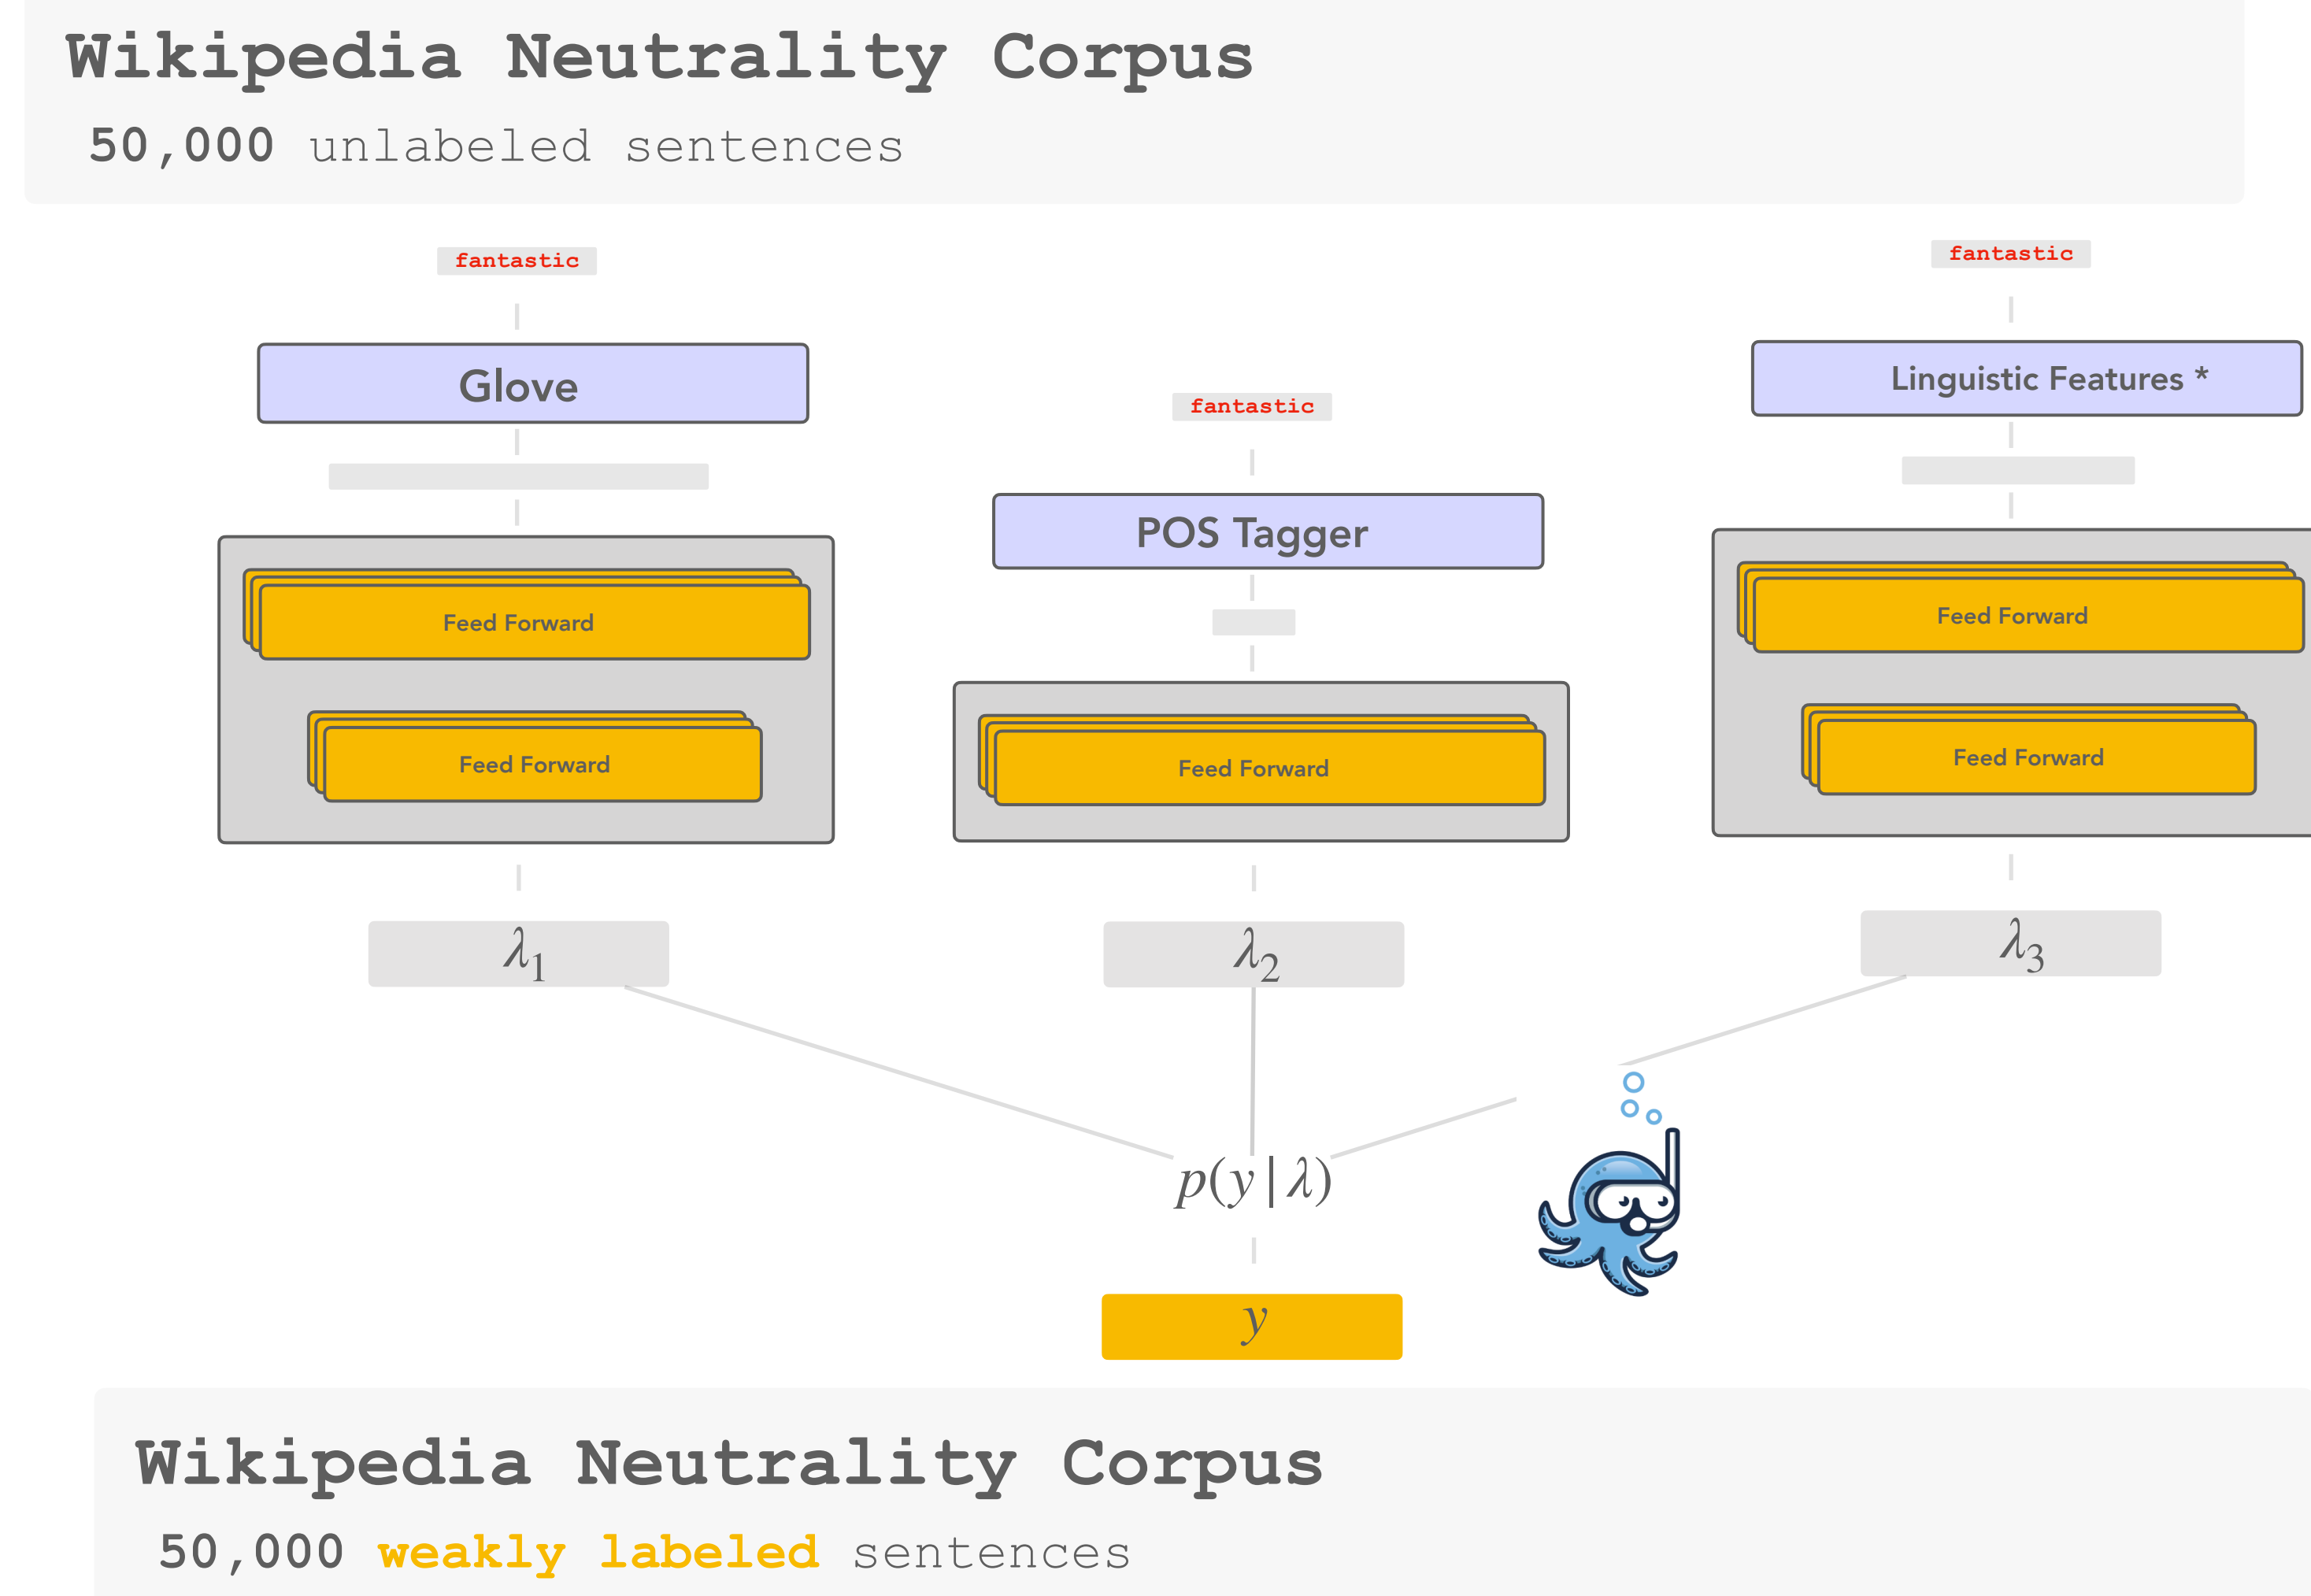 Wikipedia Neutrality Corpus
50,000 unlabeled sentences
fantastic
Glove
Feed Forward
Feed Forward
λ1
fantastic
POS Tagger
Feed Forward
λ2
fantastic
Linguistic Features *
Feed Forward
Feed Forward
λ3
p(y|λ)
y
Wikipedia Neutrality Corpus
50,000 weakly labeled sentences